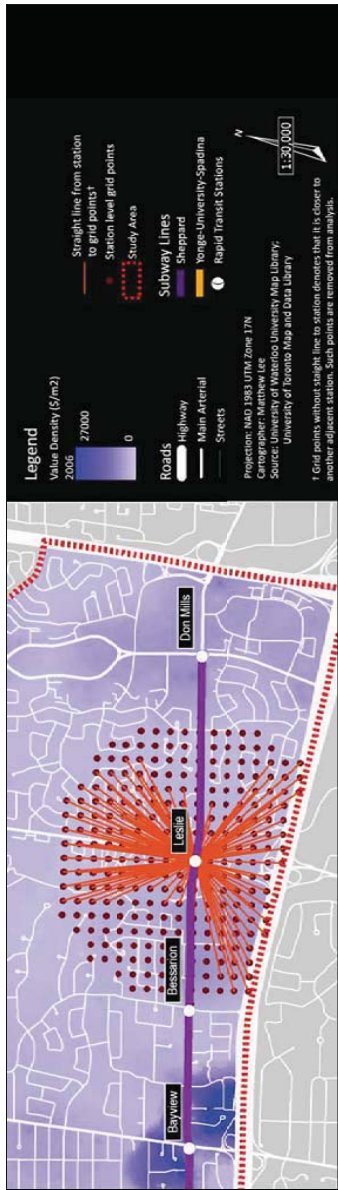 Bayview
Bessarion
Leslie
Don Mills
Legend
Value Density ($/m2)
2006
27000
0
Straight line from station
to grid points†
Station level grid points
Study Area
Roads
Highway
Main Arterial
Streets
Subway Lines
Sheppard
Yonge-University-Spadina
Rapid Transit Stations
Projection: NAD 1983 UTM Zone 17N
Cartographer: Matthew Lee
Source: University of Waterloo University Map Library;
University of Toronto Map and Data Library
N
1:30,000
† Grid points without staight line to station denotes that it is closer to
another adjacent station. Such points are removed from analysis.